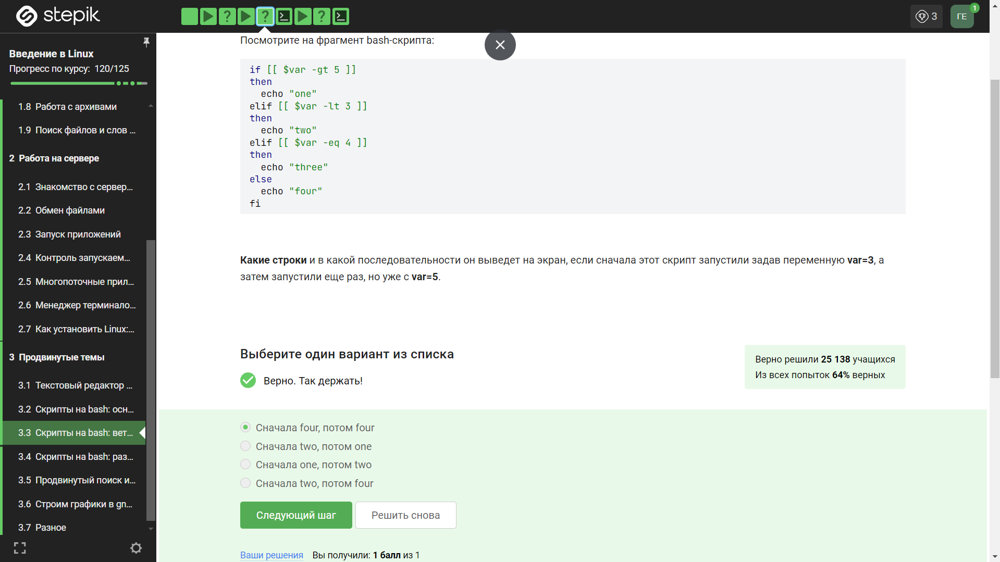 stepik
3
ГЕ
1
Введение в Linux
Прогресс по курсу: 120/125
1.8 Работа с архивами
1.9 Поиск файлов и слов ...
2 Работа на сервере
2.1 Знакомство с сервер...
2.2 Обмен файлами
2.3 Запуск приложений
2.4 Контроль запускаем...
2.5 Многопоточные прил...
2.6 Менеджер терминало...
2.7 Как установить Linux:...
3 Продвинутые темы
3.1 Текстовый редактор ...
3.2 Скрипты на bash: осн...
3.3 Скрипты на bash: вет...
3.4 Скрипты на bash: раз...
3.5 Продвинутый поиск и...
3.6 Строим графики в gn...
3.7 Разное
Посмотрите на фрагмент bash-скрипта:
if [[ $var -gt 5 ]]
then
  echo "one"
elif [[ $var -lt 3 ]]
then
  echo "two"
elif [[ $var -eq 4 ]]
then
  echo "three"
else
  echo "four"
fi
Какие строки и в какой последовательности он выведет на экран, если сначала этот скрипт запустили задав переменную var=3, а
затем запустили еще раз, но уже с var=5.
Выберите один вариант из списка
Верно. Так держать!
Верно решили 25 138 учащихся
Из всех попыток 64% верных
Сначала four, потом four
Сначала two, потом one
Сначала one, потом two
Сначала two, потом four
Следующий шаг
Решить снова
Ваши решения Вы получили: 1 балл из 1